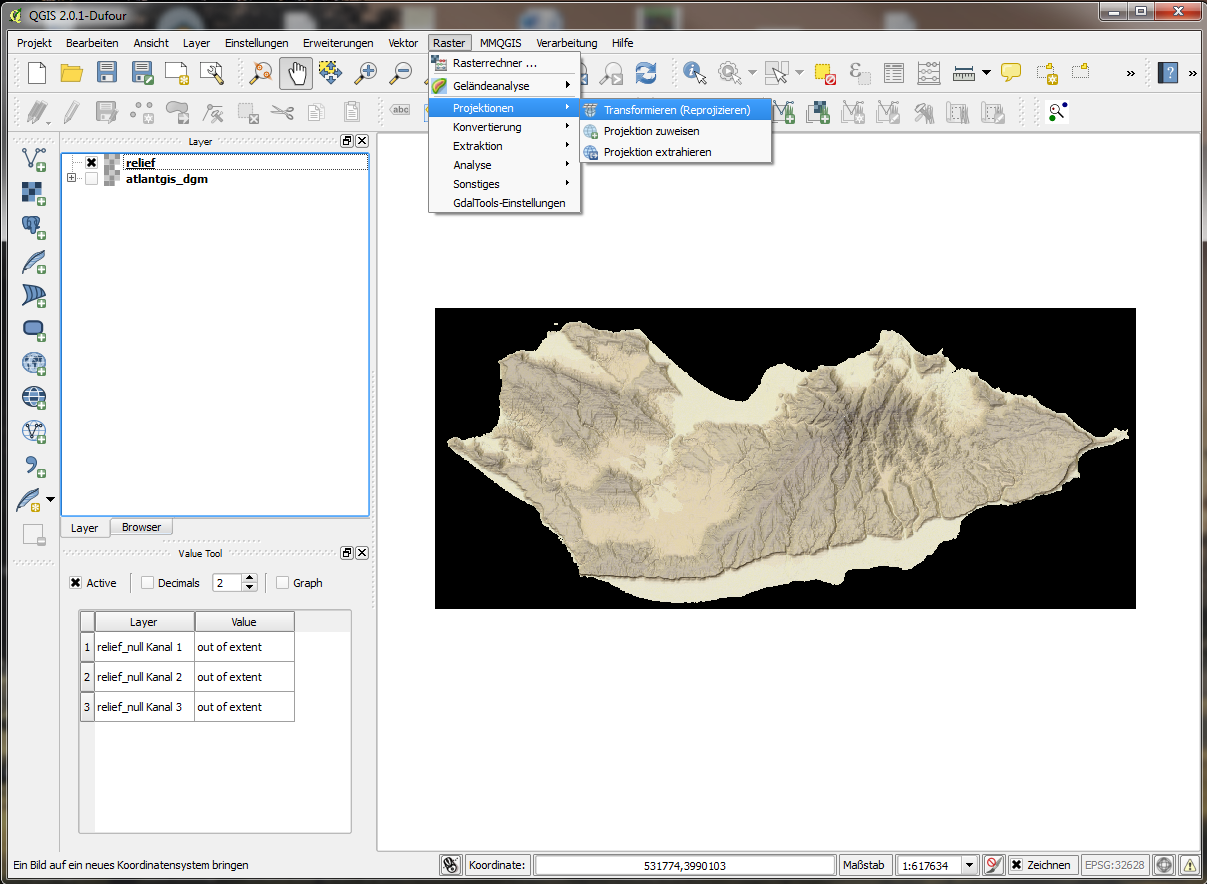 QGIS 2.0.1-Dufour
Projekt Bearbeiten Ansicht Layer Einstellungen Erweiterungen Vektor Raster MMQGIS Verarbeitung Hilfe
Rasterrechner ...
Geländeanalyse
Projektionen
Konvertierung
Extraktion
Analyse
Sonstiges
GdalTools-Einstellungen
Transformieren (Reprojizieren)
Projektion zuweisen
Projektion extrahieren
abc
Layer
relief
atlantgis_dgm
Layer Browser
Value Tool
Active Decimals 2 Graph
Layer Value
1 relief_null Kanal 1 out of extent
2 relief_null Kanal 2 out of extent
3 relief_null Kanal 3 out of extent
Ein Bild auf ein neues Koordinatensystem bringen Koordinate: 531774,3990103 Maßstab 1:617634 Zeichnen EPSG:32628